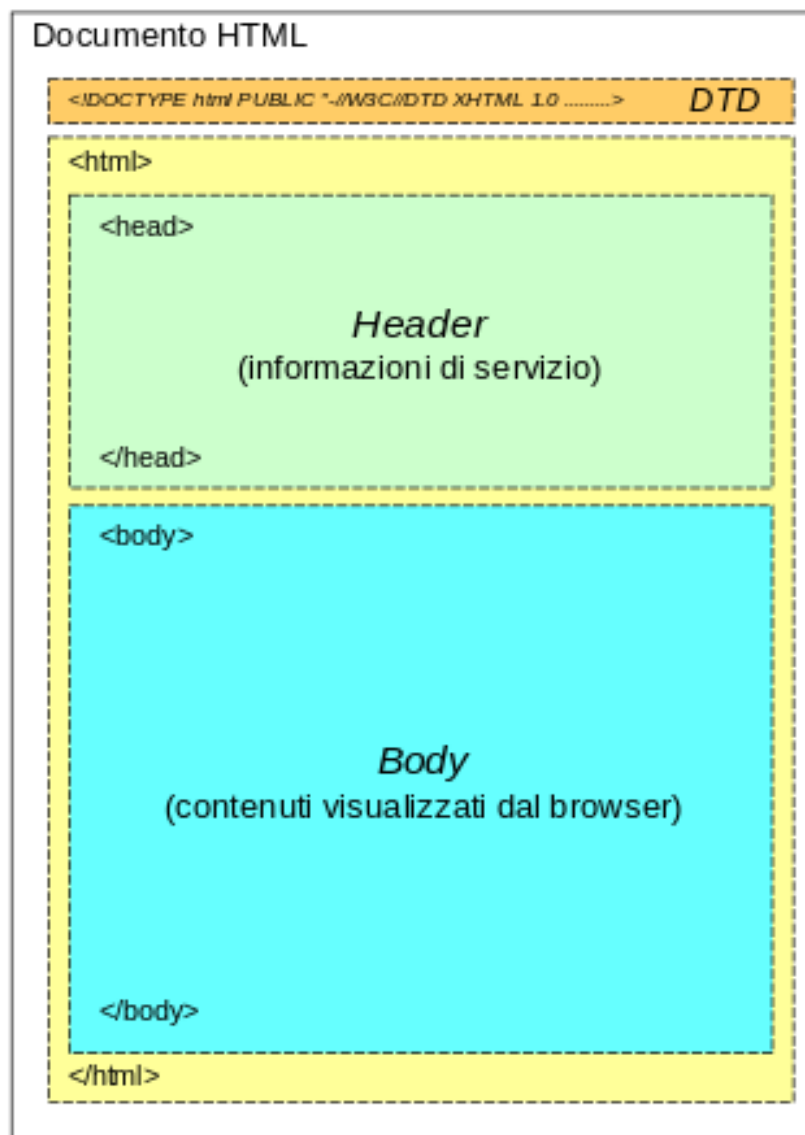 Documento HTML
<!DOCTYPE html PUBLIC "-//W3C//DTD XHTML 1.0 .........> DTD
<html>
<head>
Header
(informazioni di servizio)
</head>
<body>
Body
(contenuti visualizzati dal browser)
</body>
</html>